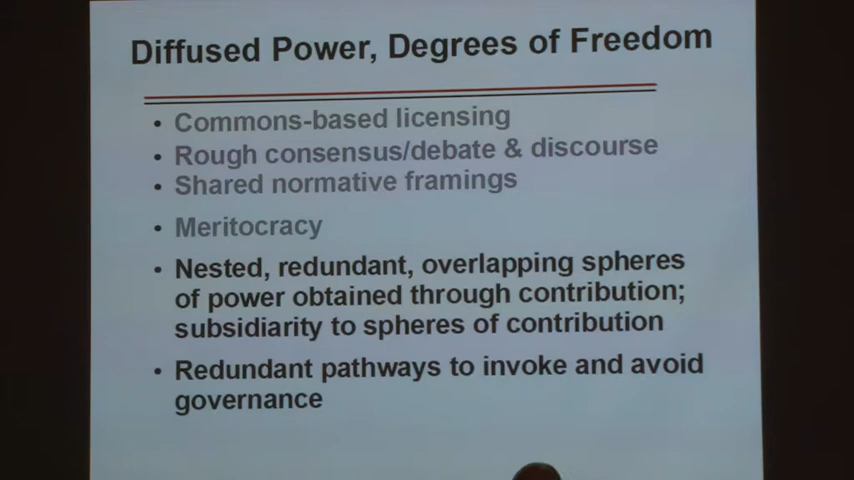 Diffused Power, Degrees of Freedom
• Commons-based licensing
• Rough consensus/debate & discourse
• Shared normative framings
• Meritocracy
• Nested, redundant, overlapping spheres
of power obtained through contribution;
subsidiarity to spheres of contribution
• Redundant pathways to invoke and avoid
governance